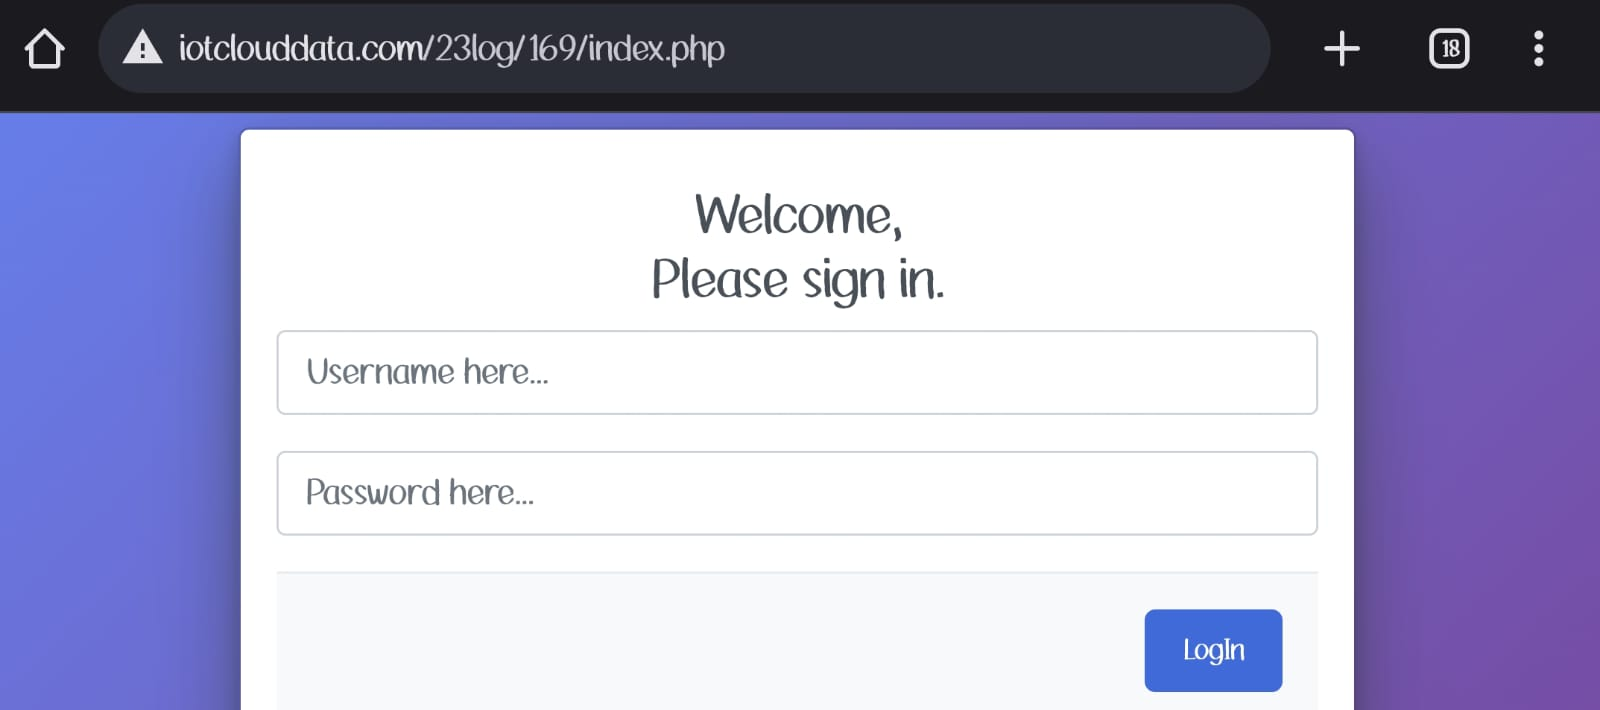 iotclouddata.com/23log/169/index.php
18
Welcome,
Please sign in.
Username here...
Password here...
LogIn